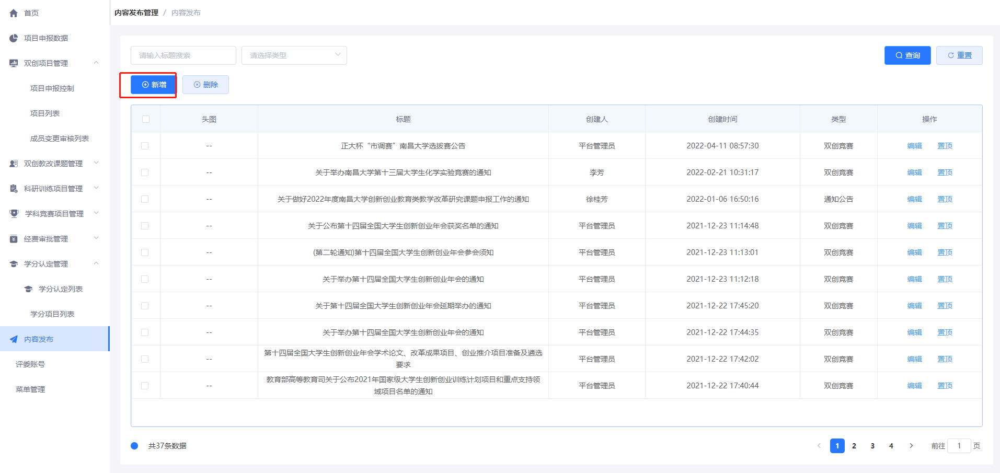 首页
项目申报数据
双创项目管理
项目申报控制
项目列表
成员变更审核列表
双创教改课题管理
科研训练项目管理
学科竞赛项目管理
经费审批管理
学分认定管理
学分认定列表
学分项目列表
内容发布
评委账号
菜单管理
内容发布管理 / 内容发布
请输入标题搜索 请选择类型 查询 重置
新增 删除
头图 标题 创建人 创建时间 类型 操作
-- 正大杯“市调赛”南昌大学选拔赛公告 平台管理员 2022-04-11 08:57:30 双创竞赛 编辑 置顶
-- 关于举办南昌大学第十三届大学生化学实验竞赛的通知 李芳 2022-02-21 10:31:17 双创竞赛 编辑 置顶
-- 关于做好2022年度南昌大学创新创业教育类教学改革研究课题申报工作的通知 徐桂芳 2022-01-06 16:50:16 通知公告 编辑 置顶
-- 关于公布第十四届全国大学生创新创业年会获奖名单的通知 平台管理员 2021-12-23 11:14:48 双创竞赛 编辑 置顶
-- (第二轮通知)第十四届全国大学生创新创业年会参会须知 平台管理员 2021-12-23 11:13:01 双创竞赛 编辑 置顶
-- 关于举办第十四届全国大学生创新创业年会的通知 平台管理员 2021-12-23 11:12:18 双创竞赛 编辑 置顶
-- 关于第十四届全国大学生创新创业年会延期举办的通知 平台管理员 2021-12-22 17:45:20 双创竞赛 编辑 置顶
-- 关于举办第十四届全国大学生创新创业年会的通知 平台管理员 2021-12-22 17:44:35 双创竞赛 编辑 置顶
-- 第十四届全国大学生创新创业年会学术论文、改革成果项目、创业推介项目准备及遴选
要求 平台管理员 2021-12-22 17:42:02 双创竞赛 编辑 置顶
-- 教育部高等教育司关于公布2021年国家级大学生创新创业训练计划项目和重点支持领
域项目名单的通知 平台管理员 2021-12-22 17:40:44 双创竞赛 编辑 置顶
共37条数据 1 2 3 4 前往 1 页